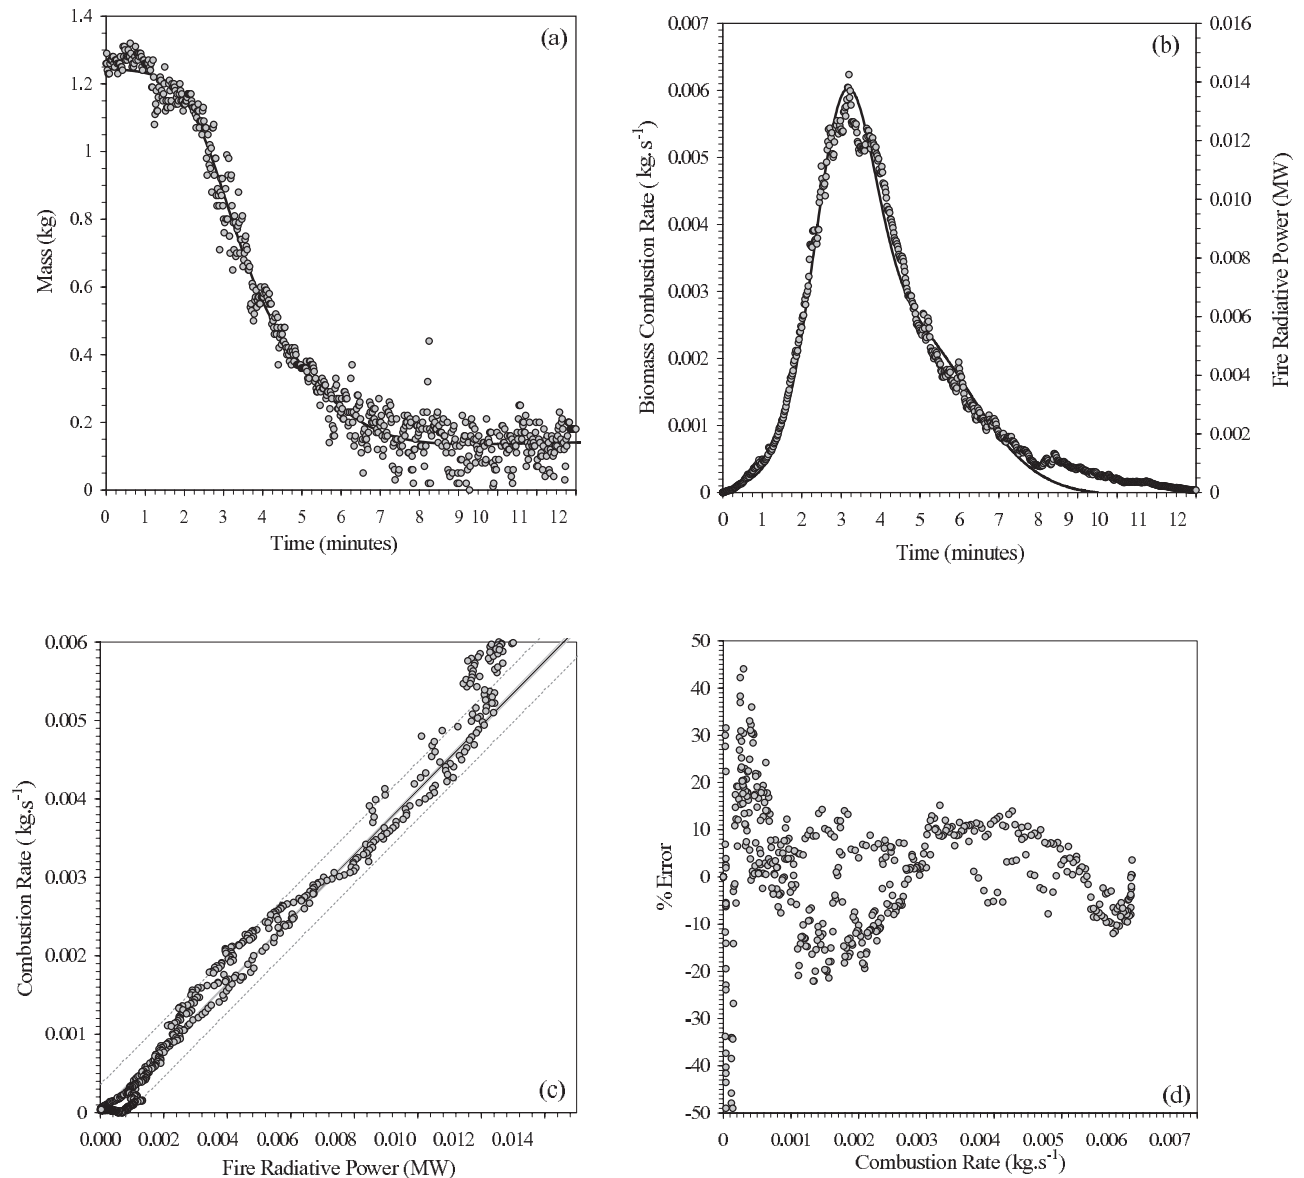 1.4
1.2
1
0.8
0.6
0.4
0.2
0
Mass (kg)
(a)
0 1 2 3 4 5 6 7 8 9 10 11 12
Time (minutes)
0.007
0.006
0.005
0.004
0.003
0.002
0.001
0
Biomass Combustion Rate ( kg.s-1)
(b)
0.016
0.014
0.012
0.010
0.008
0.006
0.004
0.002
0
Fire Radiative Power (MW)
0 1 2 3 4 5 6 7 8 9 10 11 12
Time (minutes)
0.006
0.005
0.004
0.003
0.002
0.001
0
Combustion Rate ( kg.s-1)
(c)
0.000 0.002 0.004 0.006 0.008 0.010 0.012 0.014
Fire Radiative Power (MW)
50
40
30
20
10
0
-10
-20
-30
-40
-50
% Error
(d)
0 0.001 0.002 0.003 0.004 0.005 0.006 0.007
Combustion Rate (kg.s-1)